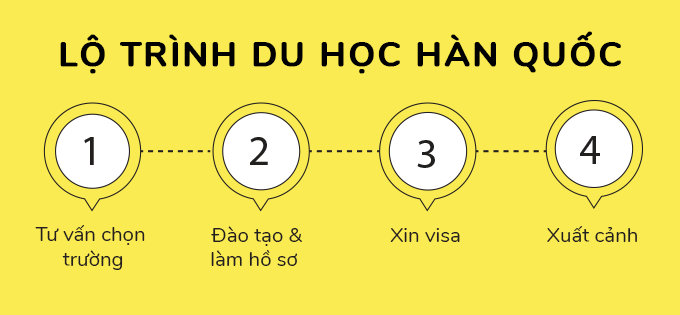 LỘ TRÌNH DU HỌC HÀN QUỐC
1
2
3
4
Tư vấn chọn
trường
Đào tạo &
làm hồ sơ
Xin visa
Xuất cảnh